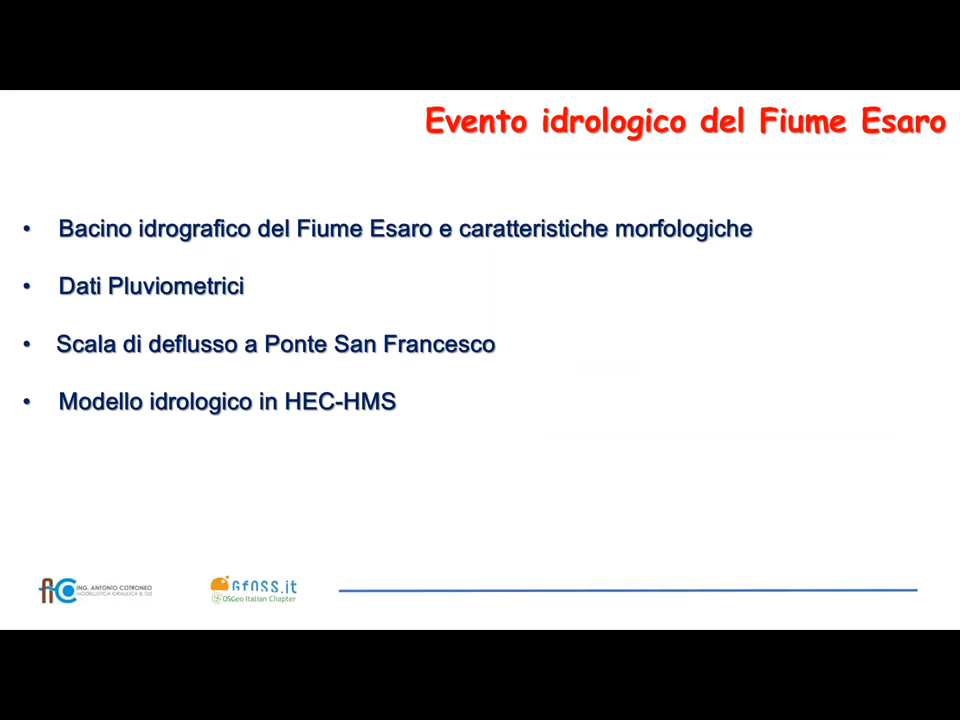 Evento idrologico del Fiume Esaro
• Bacino idrografico del Fiume Esaro e caratteristiche morfologiche
• Dati Pluviometrici
• Scala di deflusso a Ponte San Francesco
• Modello idrologico in HEC-HMS
ING. ANTONIO COTRONEO
MODELLISTICA IDRAULICA & GIS
GFOSS.it
OSGeo Italian Chapter